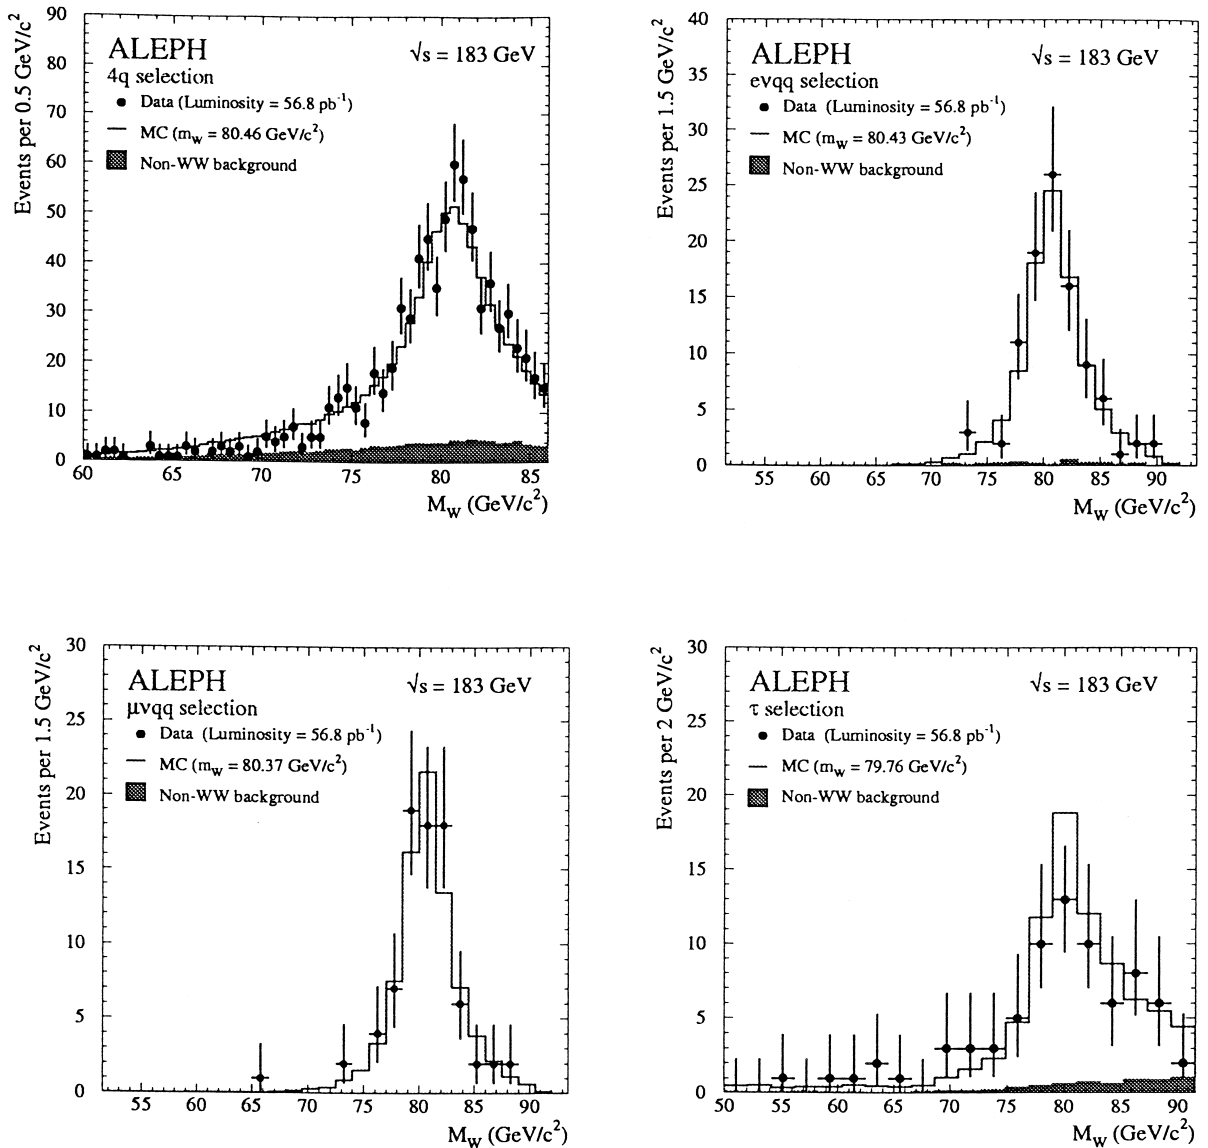 ALEPH
√s = 183 GeV
4q selection
Data (Luminosity = 56.8 pb⁻¹)
MC (mw = 80.46 GeV/c²)
Non-WW background
Events per 0.5 GeV/c²
90
80
70
60
50
40
30
20
10
0
60 65 70 75 80 85
Mw (GeV/c²)
ALEPH
√s = 183 GeV
eνqq selection
Data (Luminosity = 56.8 pb⁻¹)
MC (mw = 80.43 GeV/c²)
Non-WW background
Events per 1.5 GeV/c²
40
35
30
25
20
15
10
5
0
55 60 65 70 75 80 85 90
Mw (GeV/c²)
ALEPH
√s = 183 GeV
μνqq selection
Data (Luminosity = 56.8 pb⁻¹)
MC (mw = 80.37 GeV/c²)
Non-WW background
Events per 1.5 GeV/c²
30
25
20
15
10
5
0
55 60 65 70 75 80 85 90
Mw (GeV/c²)
ALEPH
√s = 183 GeV
τ selection
Data (Luminosity = 56.8 pb⁻¹)
MC (mw = 79.76 GeV/c²)
Non-WW background
Events per 2 GeV/c²
30
25
20
15
10
5
0
50 55 60 65 70 75 80 85 90
Mw (GeV/c²)